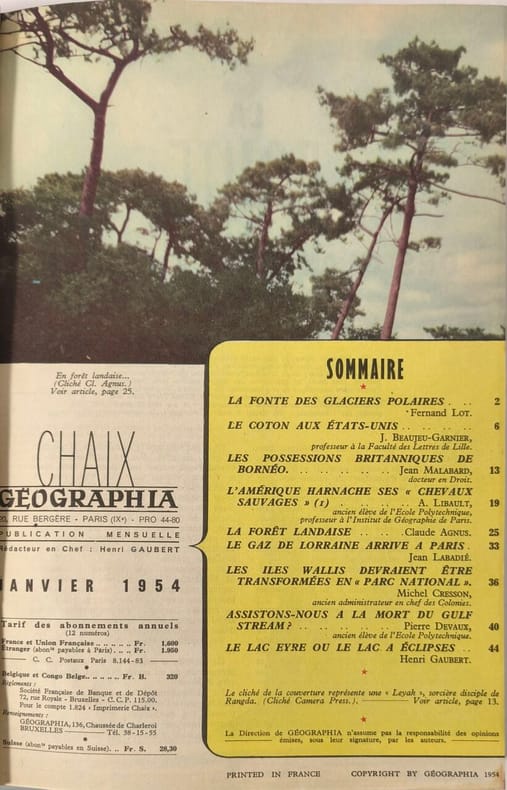 En forêt landaise...
(Cliché Cl. Agnus.)
Voir article, page 25.
CHAIX
GÉOGRAPHIA
RUE BERGÈRE - PARIS (IXe) - PRO 44-80
PUBLICATION MENSUELLE
Rédacteur en Chef : Henri GAUBERT
JANVIER 1954
Tarif des abonnements annuels
(12 numéros)
France et Union Française .. .. .. .. Fr. 1.600
Étranger (abont payables à Paris) .. .. Fr. 1.950
C. C. Postaux Paris 8.144-83
Belgique et Congo Belge .. .. .. .. Fr. B. 320
Règlements :
Société Française de Banque et de Dépôt
72, rue Royale - Bruxelles - C.C.P. 115.00.
Pour le compte 1.824 « Imprimerie Chaix ».
Renseignements :
GÉOGRAPHIA, 136, Chaussée de Charleroi
BRUXELLES Tél. 38-15-55
Suisse (abont payables en Suisse) .. Fr. S. 28,30
SOMMAIRE
LA FONTE DES GLACIERS POLAIRES . .. 2
Fernand LOT.
LE COTON AUX ÉTATS-UNIS .. .. .. .. 6
J. BEAUJEU-GARNIER,
professeur à la Faculté des Lettres de Lille.
LES POSSESSIONS BRITANNIQUES DE
BORNÉO. .. .. .. .. .. Jean MALABARD, 13
docteur en Droit.
L'AMÉRIQUE HARNACHE SES « CHEVAUX
SAUVAGES » (1) .. .. .. .. A. LIBAULT, 19
ancien élève de l'Ecole Polytechnique,
professeur à l'Institut de Géographie de Paris.
LA FORÊT LANDAISE .. .. .Claude AGNUS. 25
LE GAZ DE LORRAINE ARRIVE A PARIS . 33
Jean LABADIÉ.
LES ILES WALLIS DEVRAIENT ÊTRE
TRANSFORMÉES EN « PARC NATIONAL ». 36
Michel CRESSON,
ancien administrateur en chef des Colonies.
ASSISTONS-NOUS A LA MORT DU GULF
STREAM ? .. .. .. .. .. Pierre DEVAUX, 40
ancien élève de l'Ecole Polytechnique.
LE LAC EYRE OU LE LAC A ÉCLIPSES .. 44
Henri GAUBERT.
Le cliché de la couverture représente une « Leyak », sorcière disciple de
Rangda. (Cliché Camera Press.). —— Voir article, page 13.
La Direction de GÉOGRAPHIA n'assume pas la responsabilité des opinions
émises, sous leur signature, par les auteurs.
PRINTED IN FRANCE COPYRIGHT BY GÉOGRAPHIA 1954